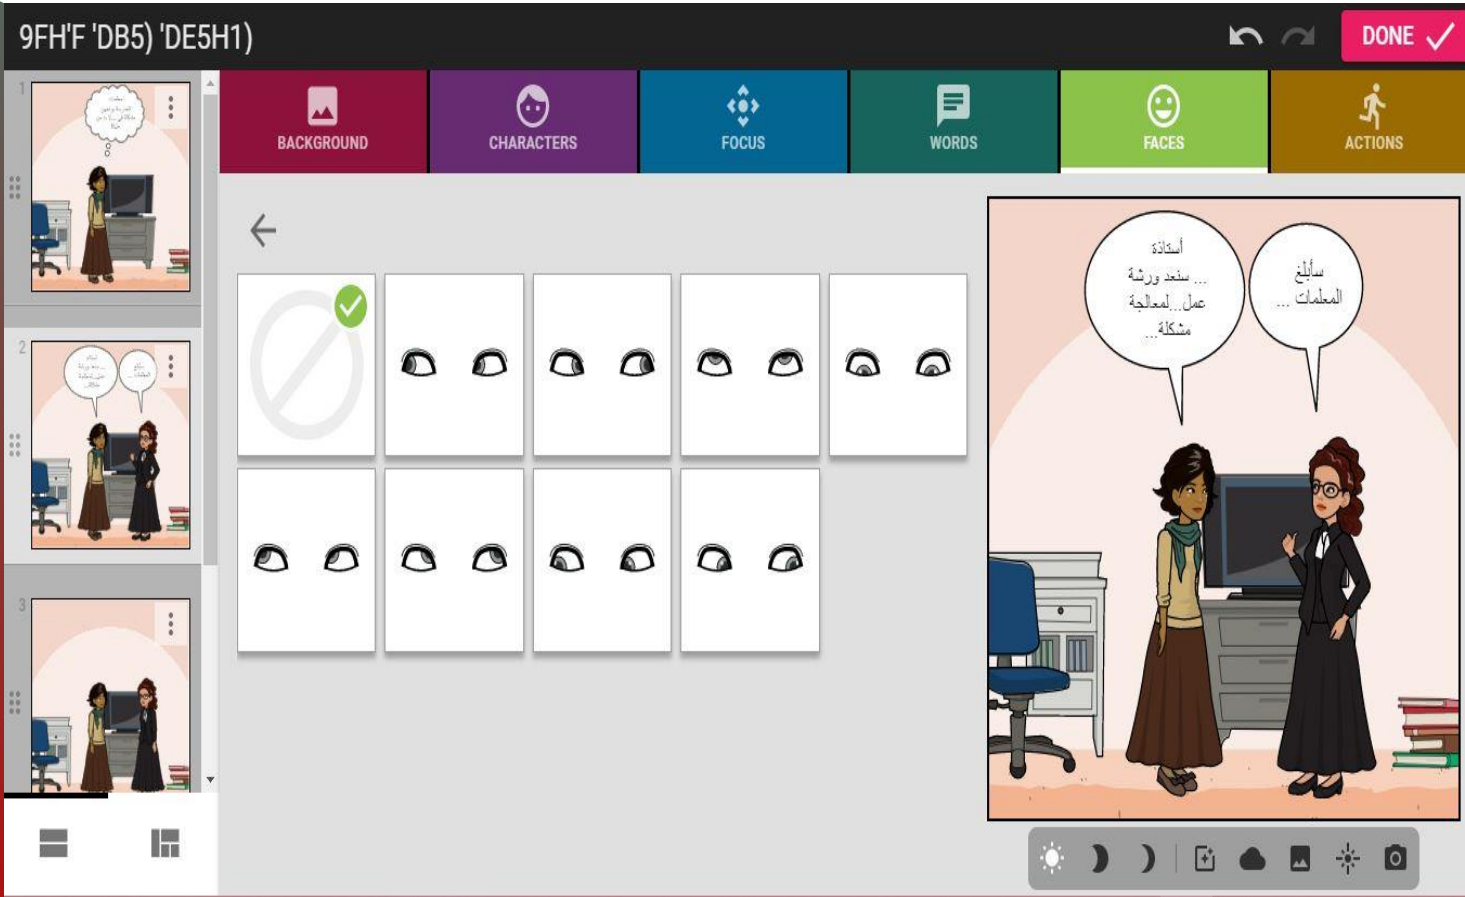 9FH'F 'DB5) 'DE5H1)
DONE
BACKGROUND
CHARACTERS
FOCUS
WORDS
FACES
ACTIONS
1
2
3
أستاذة
... سنعد ورشة
عمل...لمعالجة
مشكلة...
سأبلغ
المعلمات ...